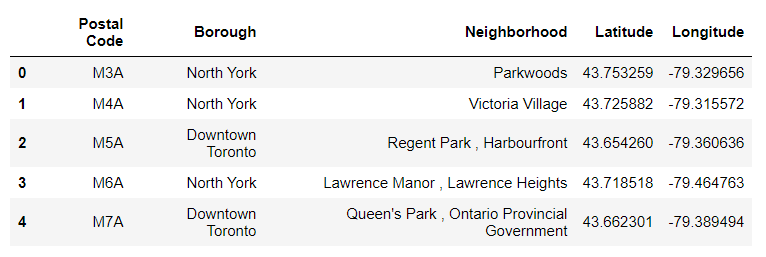 Postal Code Borough Neighborhood Latitude Longitude
0 M3A North York Parkwoods 43.753259 -79.329656
1 M4A North York Victoria Village 43.725882 -79.315572
2 M5A Downtown Toronto Regent Park , Harbourfront 43.654260 -79.360636
3 M6A North York Lawrence Manor , Lawrence Heights 43.718518 -79.464763
4 M7A Downtown Toronto Queen's Park , Ontario Provincial Government 43.662301 -79.389494